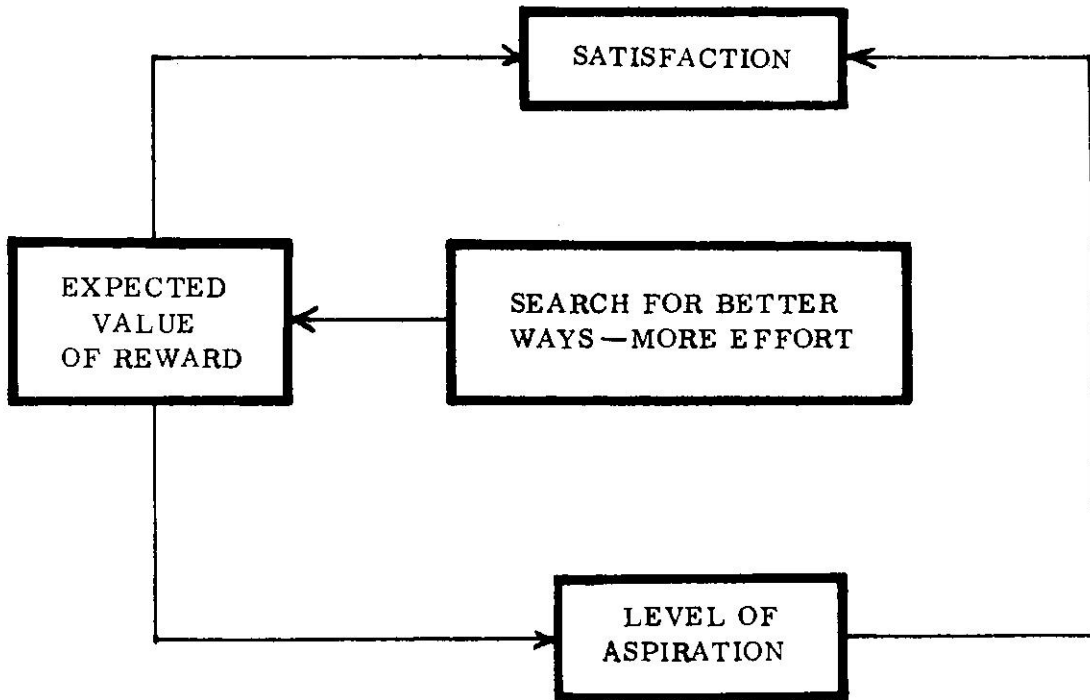 SATISFACTION
EXPECTED
VALUE
OF REWARD
SEARCH FOR BETTER
WAYS—MORE EFFORT
LEVEL OF
ASPIRATION